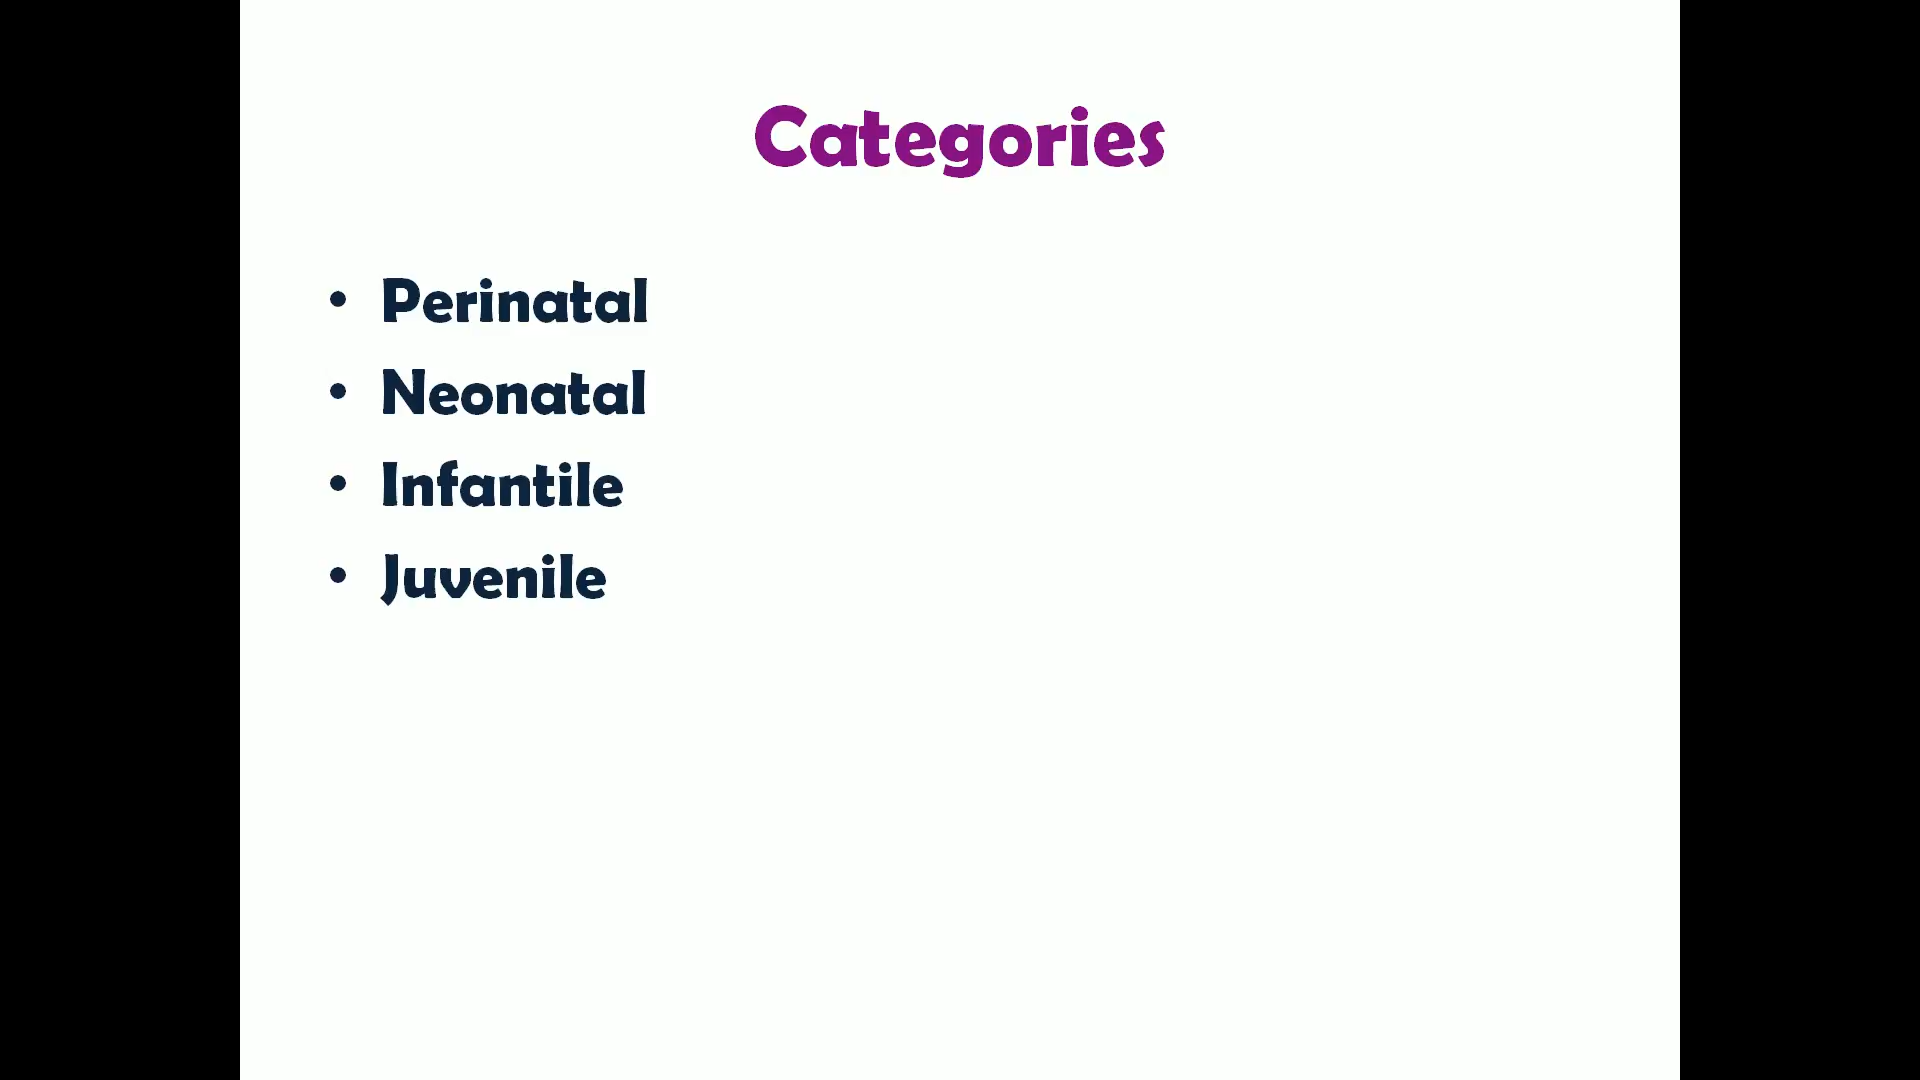 Categories
• Perinatal
• Neonatal
• Infantile
• Juvenile